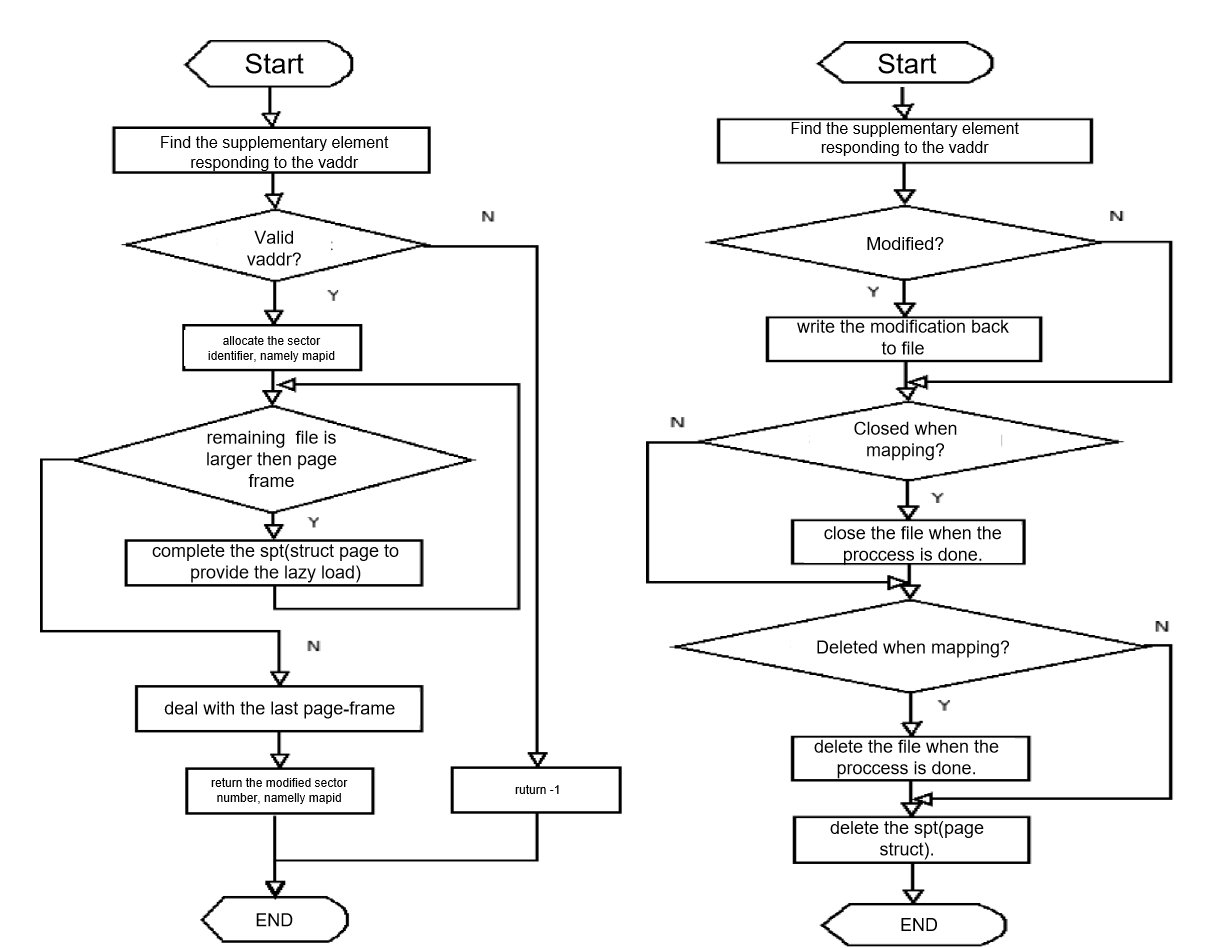 Start
Find the supplementary element
responding to the vaddr
N
Valid
vaddr?
Y
allocate the sector
identifier, namely mapid
remaining file is
larger then page
frame
Y
complete the spt(struct page to
provide the lazy load)
N
deal with the last page-frame
return the modified sector
number, namelly mapid
ruturn -1
END
Start
Find the supplementary element
responding to the vaddr
N
Modified?
Y
write the modification back
to file
N
Closed when
mapping?
Y
close the file when the
proccess is done.
N
Deleted when mapping?
Y
delete the file when the
proccess is done.
delete the spt(page
struct).
END